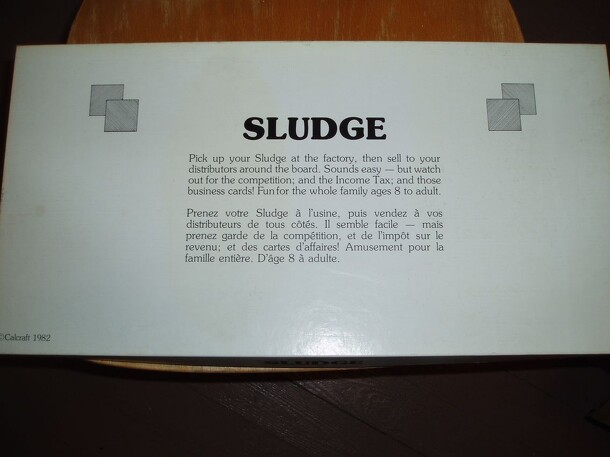 SLUDGE
Pick up your Sludge at the factory, then sell to your
distributors around the board. Sounds easy — but watch
out for the competition; and the Income Tax; and those
business cards! Fun for the whole family ages 8 to adult.
Prenez votre Sludge à l'usine, puis vendez à vos
distributeurs de tous côtés. Il semble facile — mais
prenez garde de la compétition, et de l'impôt sur le
revenu; et des cartes d'affaires! Amusement pour la
famille entière. D'âge 8 à adulte.
©Calcraft 1982
SLUDGE